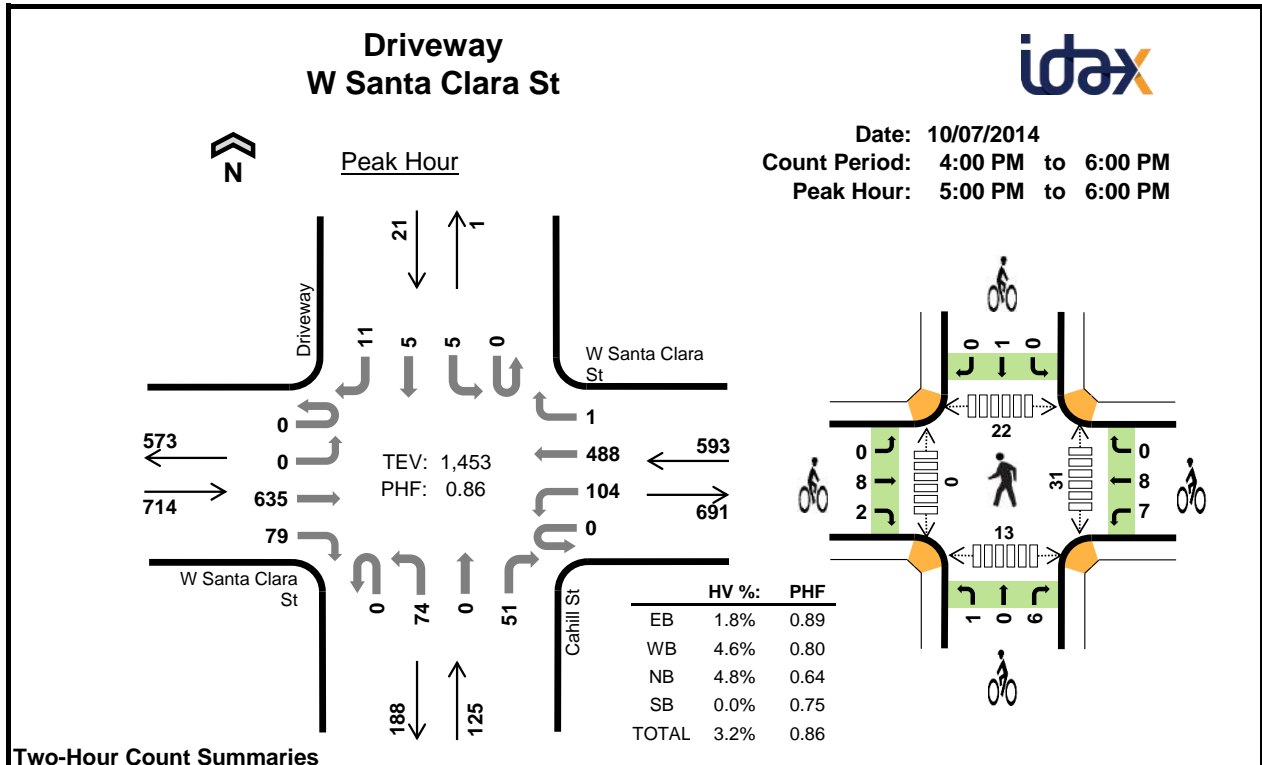 Driveway
W Santa Clara St
idax
N
Peak Hour
Date: 10/07/2014
Count Period: 4:00 PM to 6:00 PM
Peak Hour: 5:00 PM to 6:00 PM
21
1
Driveway
11
5
5
0
W Santa Clara
St
0
0
635
79
573
714
TEV: 1,453
PHF: 0.86
1
488
104
0
593
691
W Santa Clara
St
0
74
0
51
Cahill St
188
125
HV %: PHF
EB 1.8% 0.89
WB 4.6% 0.80
NB 4.8% 0.64
SB 0.0% 0.75
TOTAL 3.2% 0.86
0
1
0
22
0
8
2
0
31
0
8
7
13
1
0
6
Two-Hour Count Summaries